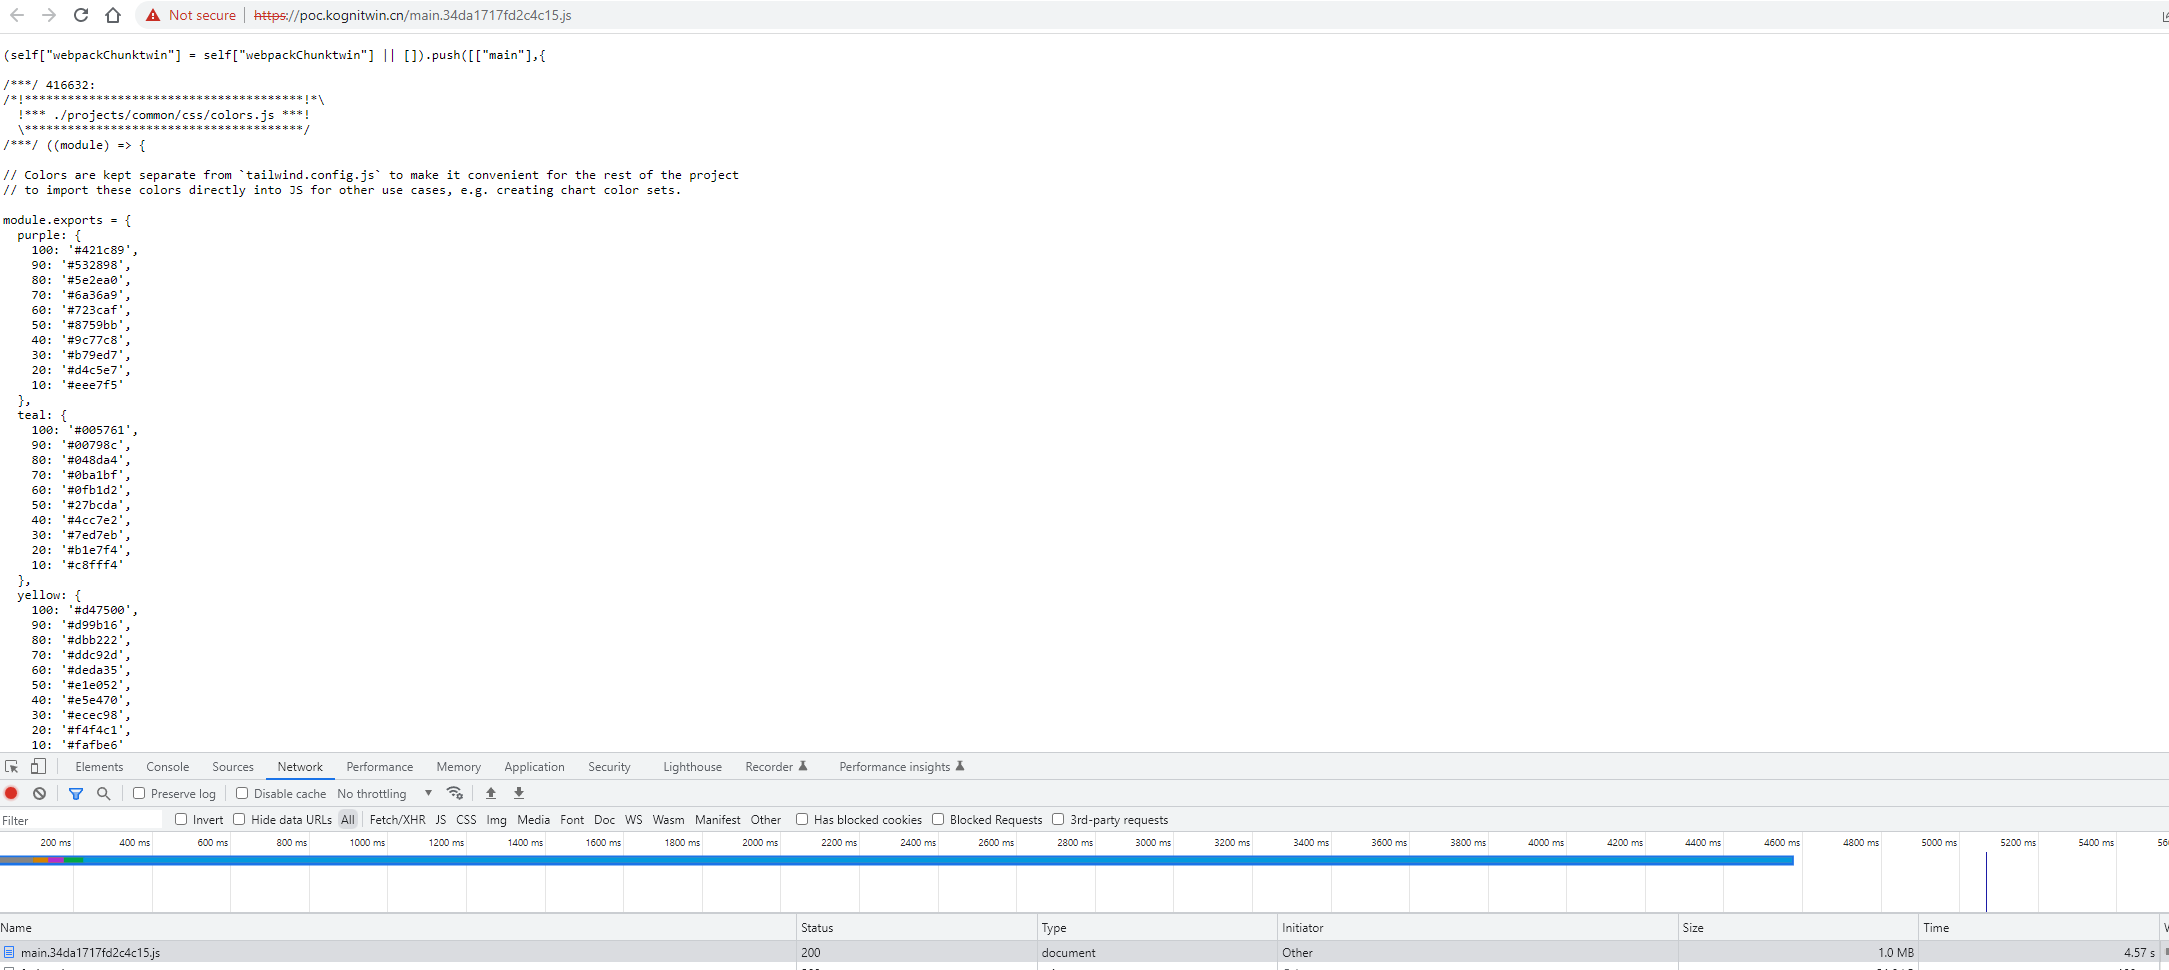 Not secure | https://poc.kognitwin.cn/main.34da1717fd2c4c15.js
(self["webpackChunktwin"] = self["webpackChunktwin"] || []).push([["main"],{
/***/ 416632:
/*!***************************************!*\
  !*** ./projects/common/css/colors.js ***!
  \***************************************/
/***/ ((module) => {
// Colors are kept separate from `tailwind.config.js` to make it convenient for the rest of the project
// to import these colors directly into JS for other use cases, e.g. creating chart color sets.
module.exports = {
  purple: {
    100: '#421c89',
    90: '#532898',
    80: '#5e2ea0',
    70: '#6a36a9',
    60: '#723caf',
    50: '#8759bb',
    40: '#9c77c8',
    30: '#b79ed7',
    20: '#d4c5e7',
    10: '#eee7f5'
  },
  teal: {
    100: '#005761',
    90: '#00798c',
    80: '#048da4',
    70: '#0ba1bf',
    60: '#0fb1d2',
    50: '#27bcda',
    40: '#4cc7e2',
    30: '#7ed7eb',
    20: '#b1e7f4',
    10: '#c8fff4'
  },
  yellow: {
    100: '#d47500',
    90: '#d99b16',
    80: '#dbb222',
    70: '#ddc92d',
    60: '#deda35',
    50: '#e1e052',
    40: '#e5e470',
    30: '#ecec98',
    20: '#f4f4c1',
    10: '#fafbe6'
Elements Console Sources Network Performance Memory Application Security Lighthouse Recorder Performance insights
Preserve log Disable cache No throttling
Filter Invert Hide data URLs All Fetch/XHR JS CSS Img Media Font Doc WS Wasm Manifest Other Has blocked cookies Blocked Requests 3rd-party requests
200 ms 400 ms 600 ms 800 ms 1000 ms 1200 ms 1400 ms 1600 ms 1800 ms 2000 ms 2200 ms 2400 ms 2600 ms 2800 ms 3000 ms 3200 ms 3400 ms 3600 ms 3800 ms 4000 ms 4200 ms 4400 ms 4600 ms 4800 ms 5000 ms 5200 ms 5400 ms
Name Status Type Initiator Size Time
main.34da1717fd2c4c15.js 200 document Other 1.0 MB 4.57 s